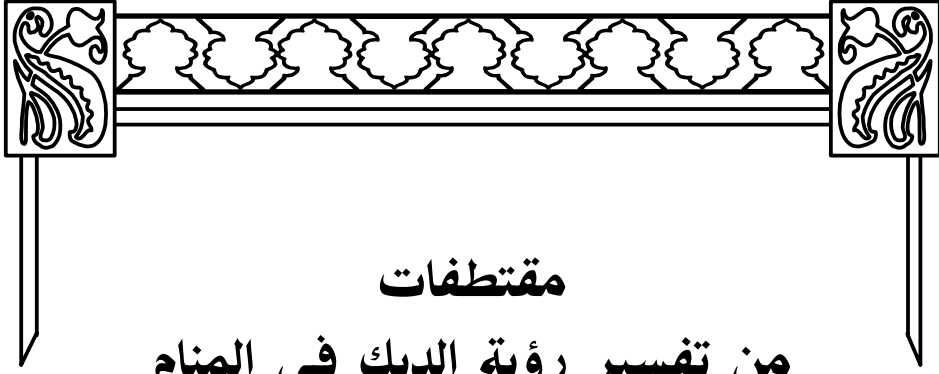 مقتطفات
من تفسير رؤية الديك في المنام